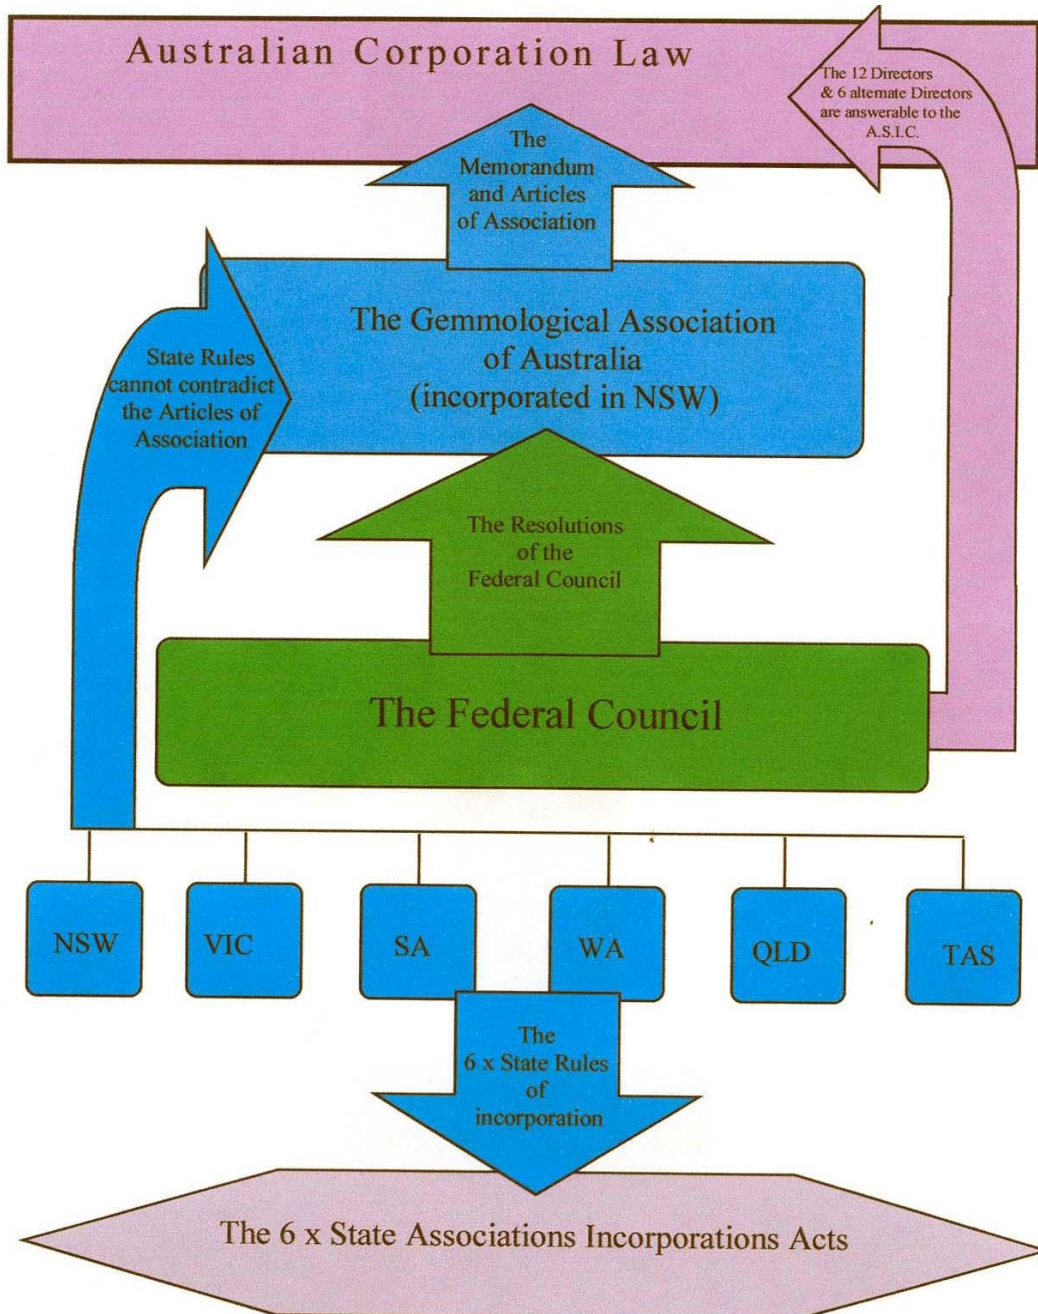 Australian Corporation Law
The 12 Directors
& 6 alternate Directors
are answerable to the
A.S.I.C.
The
Memorandum
and Articles
of Association
The Gemmological Association
of Australia
(incorporated in NSW)
State Rules
cannot contradict
the Articles of
Association
The Resolutions
of the
Federal Council
The Federal Council
NSW
VIC
SA
WA
QLD
TAS
The
6 x State Rules
of
incorporation
The 6 x State Associations Incorporations Acts